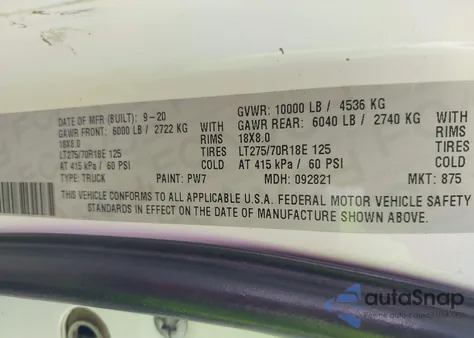 DATE OF MFR (BUILT): 9-20 GVWR: 10000 LB / 4536 KG
GAWR FRONT: 6000 LB / 2722 KG WITH GAWR REAR: 6040 LB / 2740 KG WITH
18X8.0 RIMS 18X8.0 RIMS
LT275/70R18E 125 TIRES LT275/70R18E 125 TIRES
AT 415 kPa / 60 PSI COLD AT 415 kPa / 60 PSI COLD
TYPE: TRUCK PAINT: PW7 MDH: 092821 MKT: 875
THIS VEHICLE CONFORMS TO ALL APPLICABLE U.S.A. FEDERAL MOTOR VEHICLE SAFETY
STANDARDS IN EFFECT ON THE DATE OF MANUFACTURE SHOWN ABOVE.
autoSnap